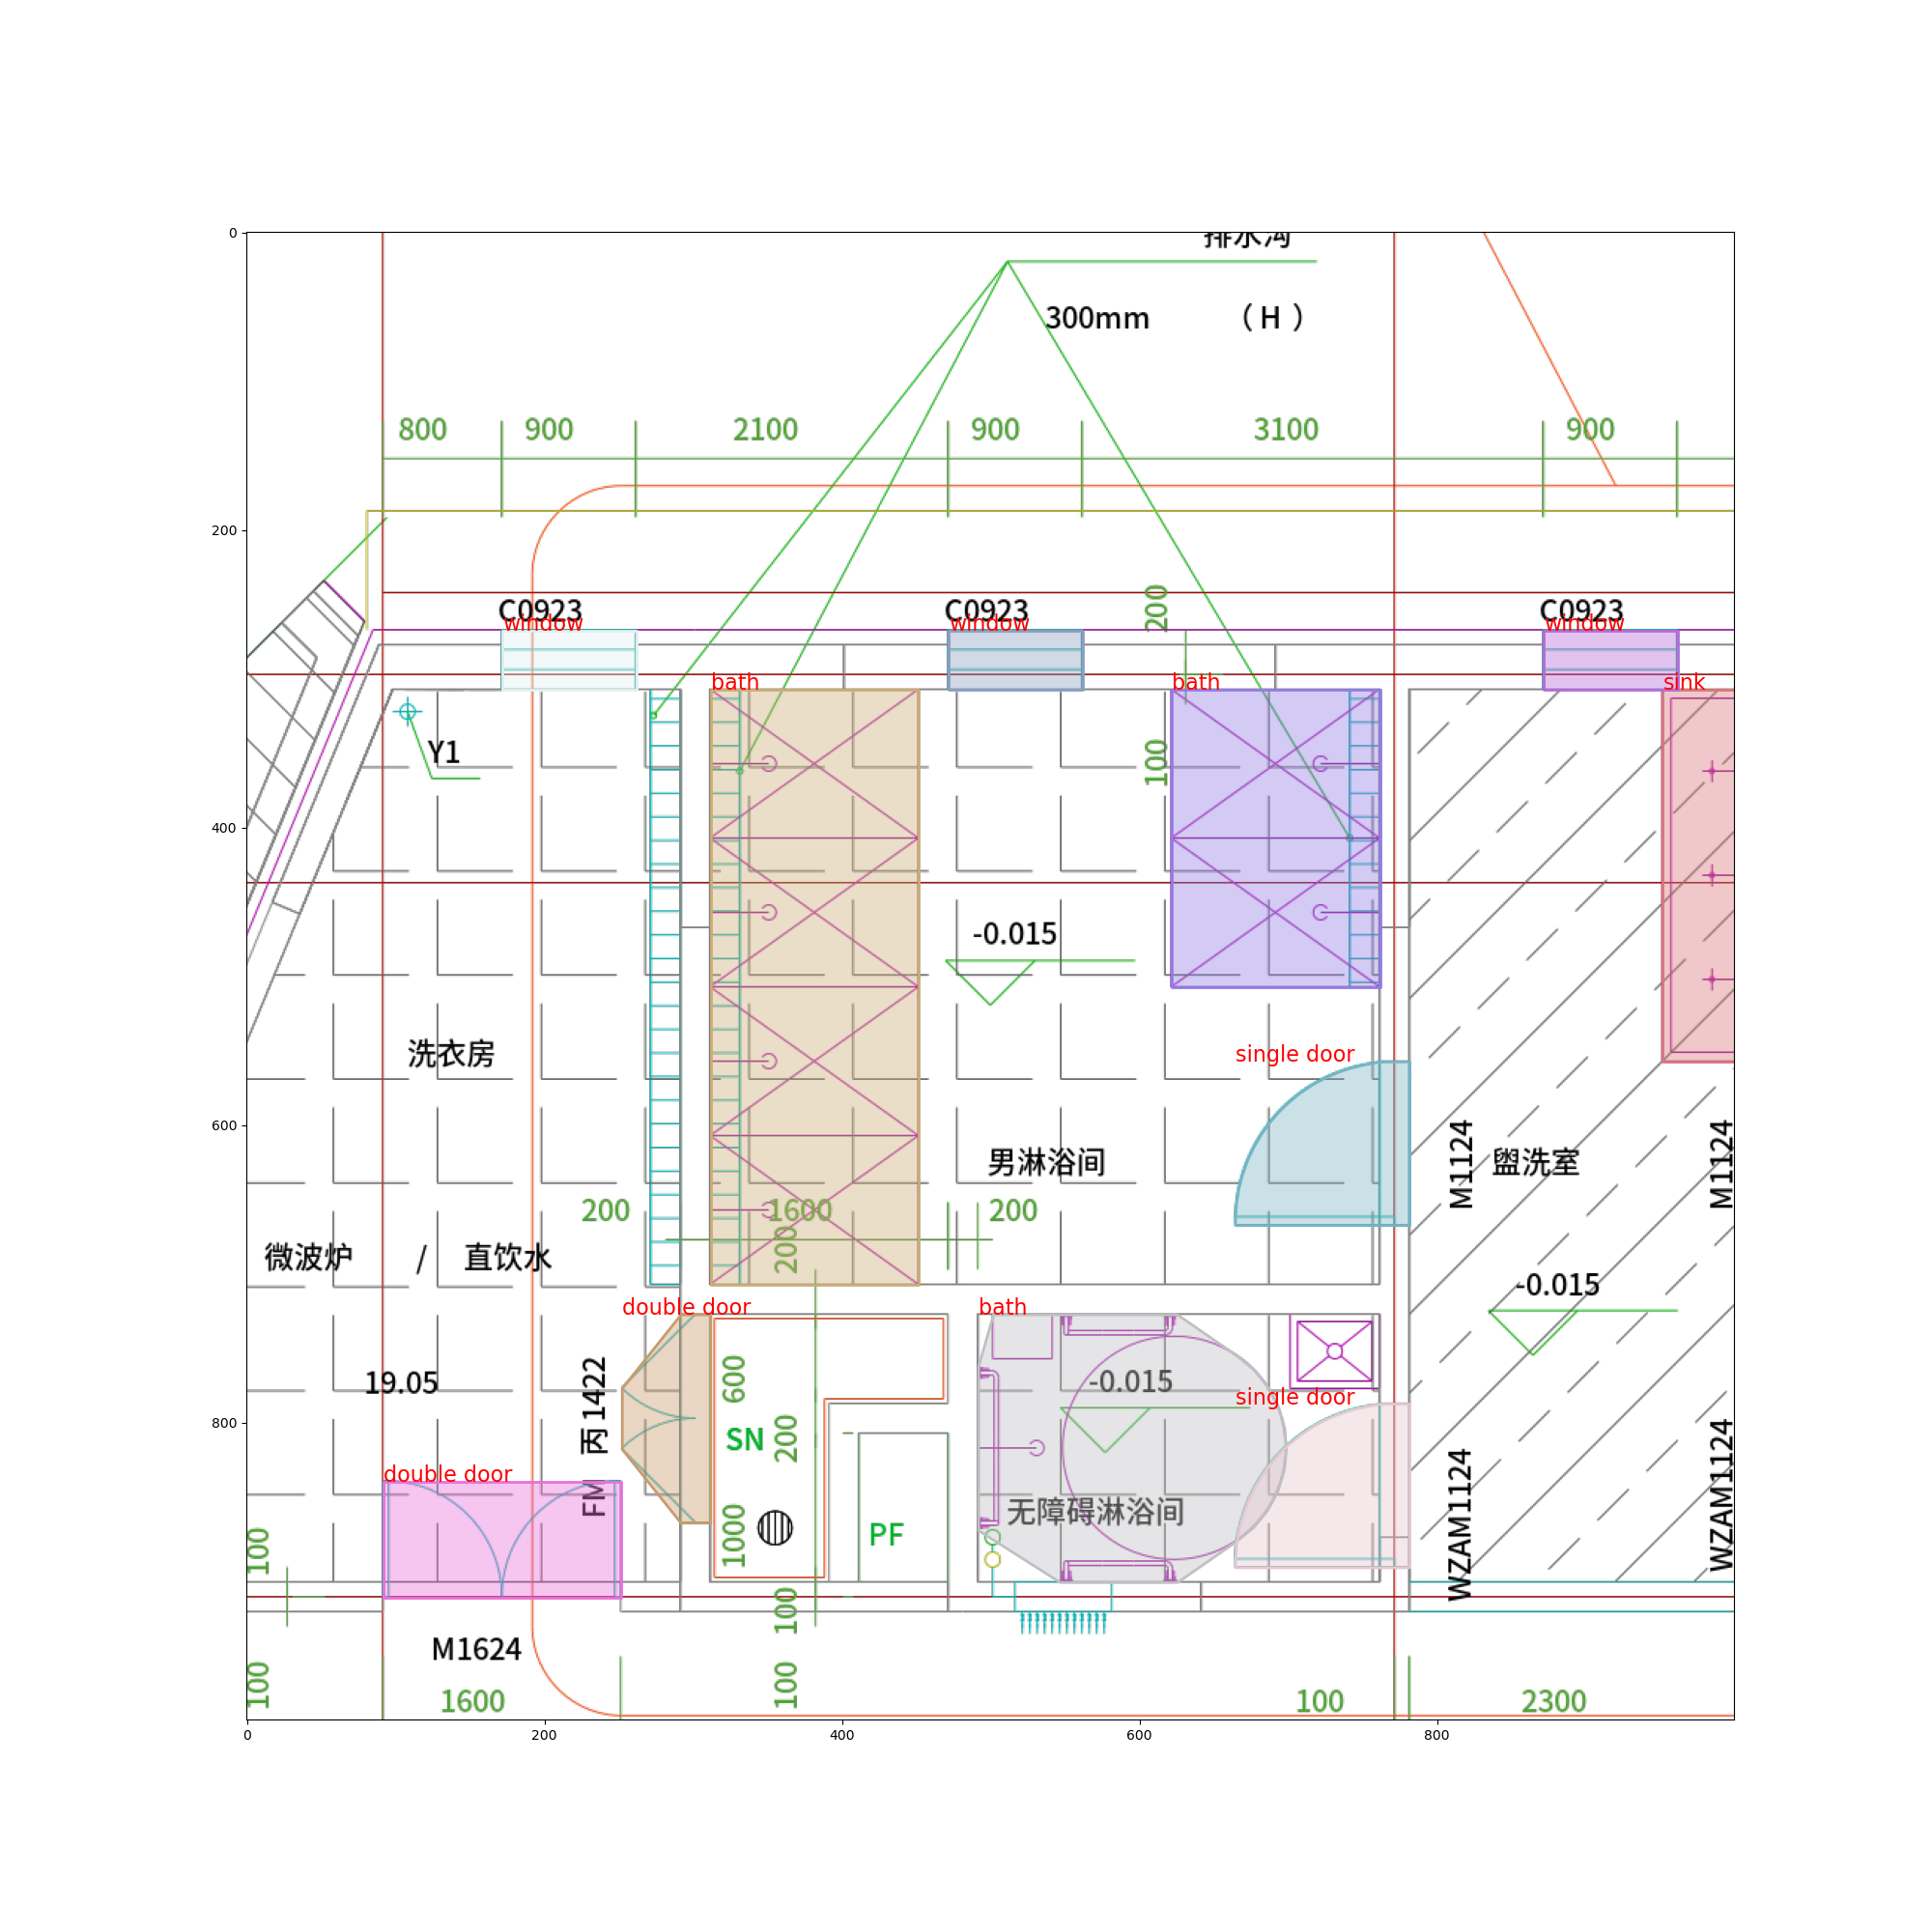 排水沟
300mm （H）
800 900 2100 900 3100 900
C0923 C0923 200 C0923
window window window
bath bath sink
Y1 100
-0.015
洗衣房
single door
男淋浴间 M1124 盥洗室 M1124
200 1600 200
200
微波炉 / 直饮水
-0.015
double door bath
19.05 丙 1422 600 -0.015
single door
SN 200
double door
FM 1000 PF 无障碍淋浴间 WZAM1124 WZAM1124
100 100
M1624
100 1600 100 100 2300
0
200
400
600
800
0 200 400 600 800